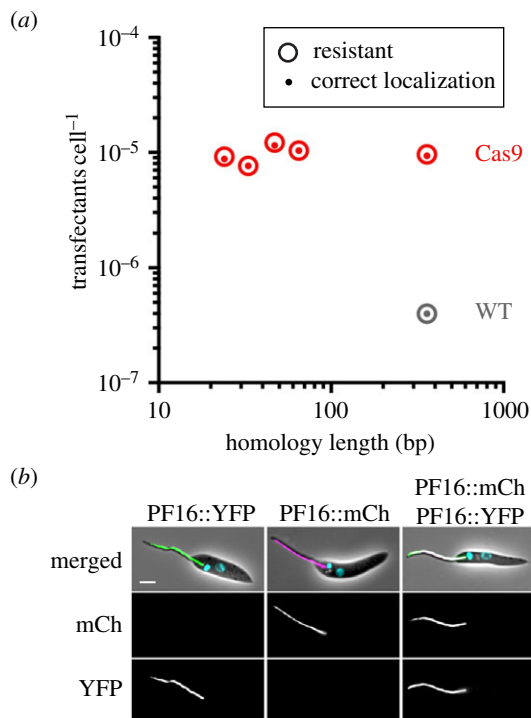 (a)
10⁻⁴
resistant
correct localization
10⁻⁵
Cas9
transfectants cell⁻¹
10⁻⁶
WT
10⁻⁷
10
100
1000
homology length (bp)
(b)
PF16::YFP
PF16::mCh
PF16::mCh
PF16::YFP
merged
mCh
YFP